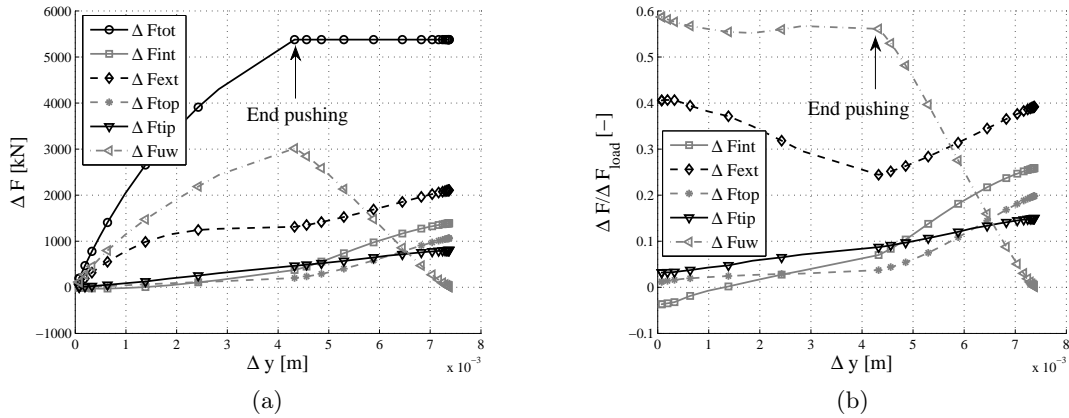 6000
5000
4000
3000
2000
1000
0
−1000
Δ F [kN]
Δ Ftot
Δ Fint
Δ Fext
Δ Ftop
Δ Ftip
Δ Fuw
End pushing
0 1 2 3 4 5 6 7 8
x 10⁻³
Δ y [m]
(a)
0.6
0.5
0.4
0.3
0.2
0.1
0
−0.1
Δ F/Δ F_load [−]
End pushing
Δ Fint
Δ Fext
Δ Ftop
Δ Ftip
Δ Fuw
0 1 2 3 4 5 6 7 8
x 10⁻³
Δ y [m]
(b)